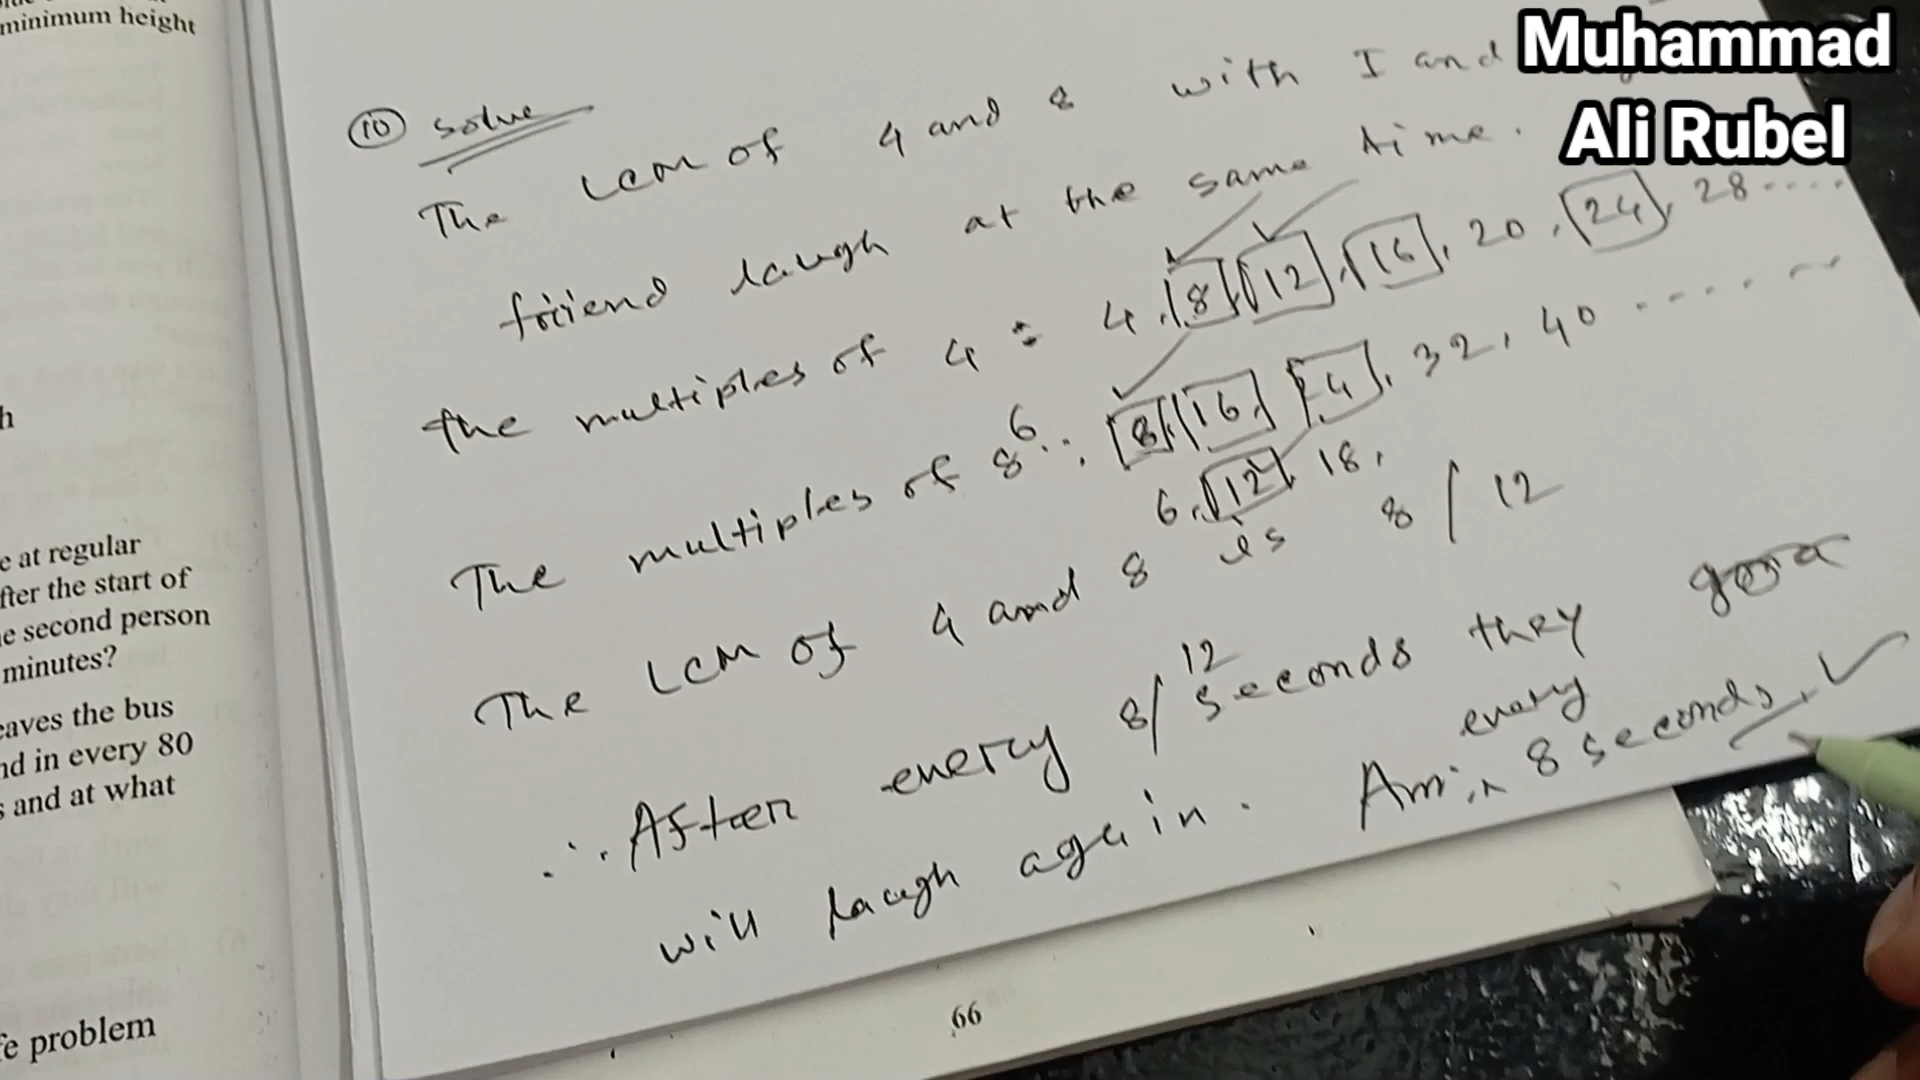 minimum height
Muhammad
Ali Rubel
10 solve
The LCM of 4 and 8 with I and
friend laugh at the same time.
the multiples of 4 : 4, 8, 12, 16, 20, 24, 28....
6
The multiples of 8 : 8, 16, 24, 32, 40 ......
6, 12, 18,
The LCM of 4 and 8 is 8 / 12
12
∴ After every 8/ seconds they
will laugh again. every
8 seconds.
h
e at regular
fter the start of
e second person
minutes?
eaves the bus
nd in every 80
s and at what
fe problem
66